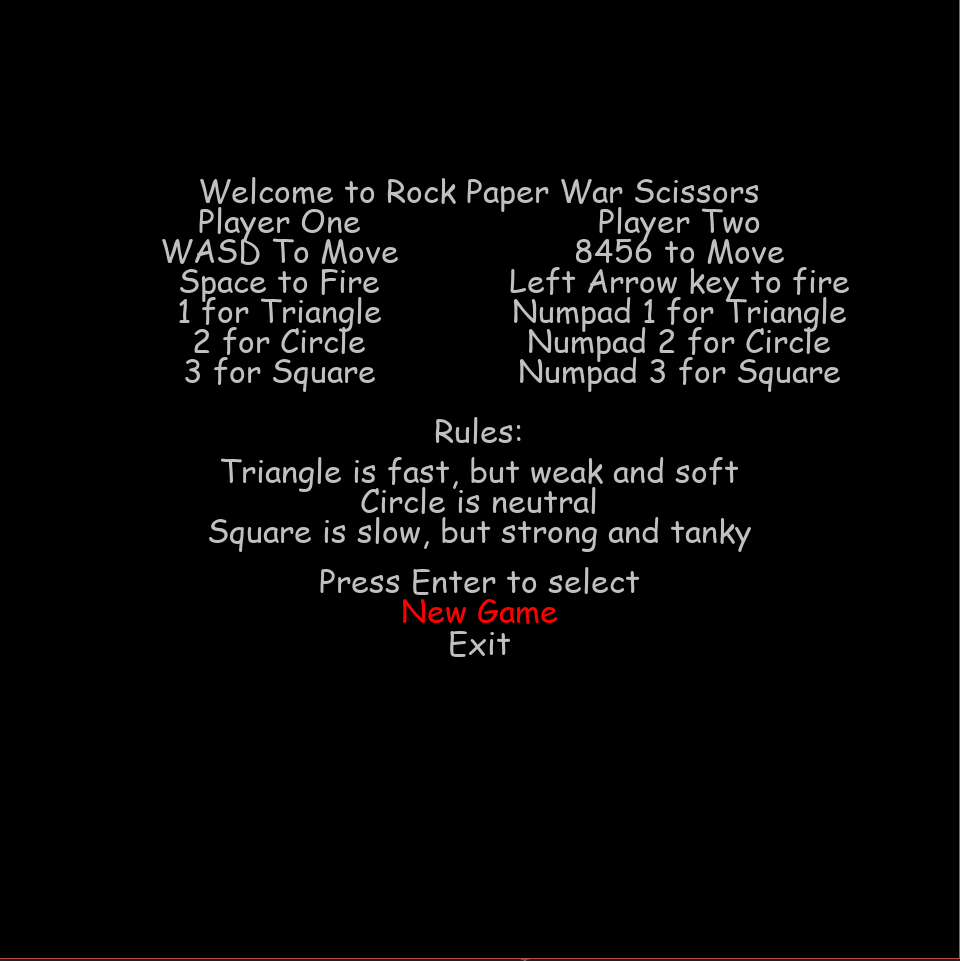 Welcome to Rock Paper War Scissors
Player One Player Two
WASD To Move 8456 to Move
Space to Fire Left Arrow key to fire
1 for Triangle Numpad 1 for Triangle
2 for Circle Numpad 2 for Circle
3 for Square Numpad 3 for Square
Rules:
Triangle is fast, but weak and soft
Circle is neutral
Square is slow, but strong and tanky
Press Enter to select
New Game
Exit